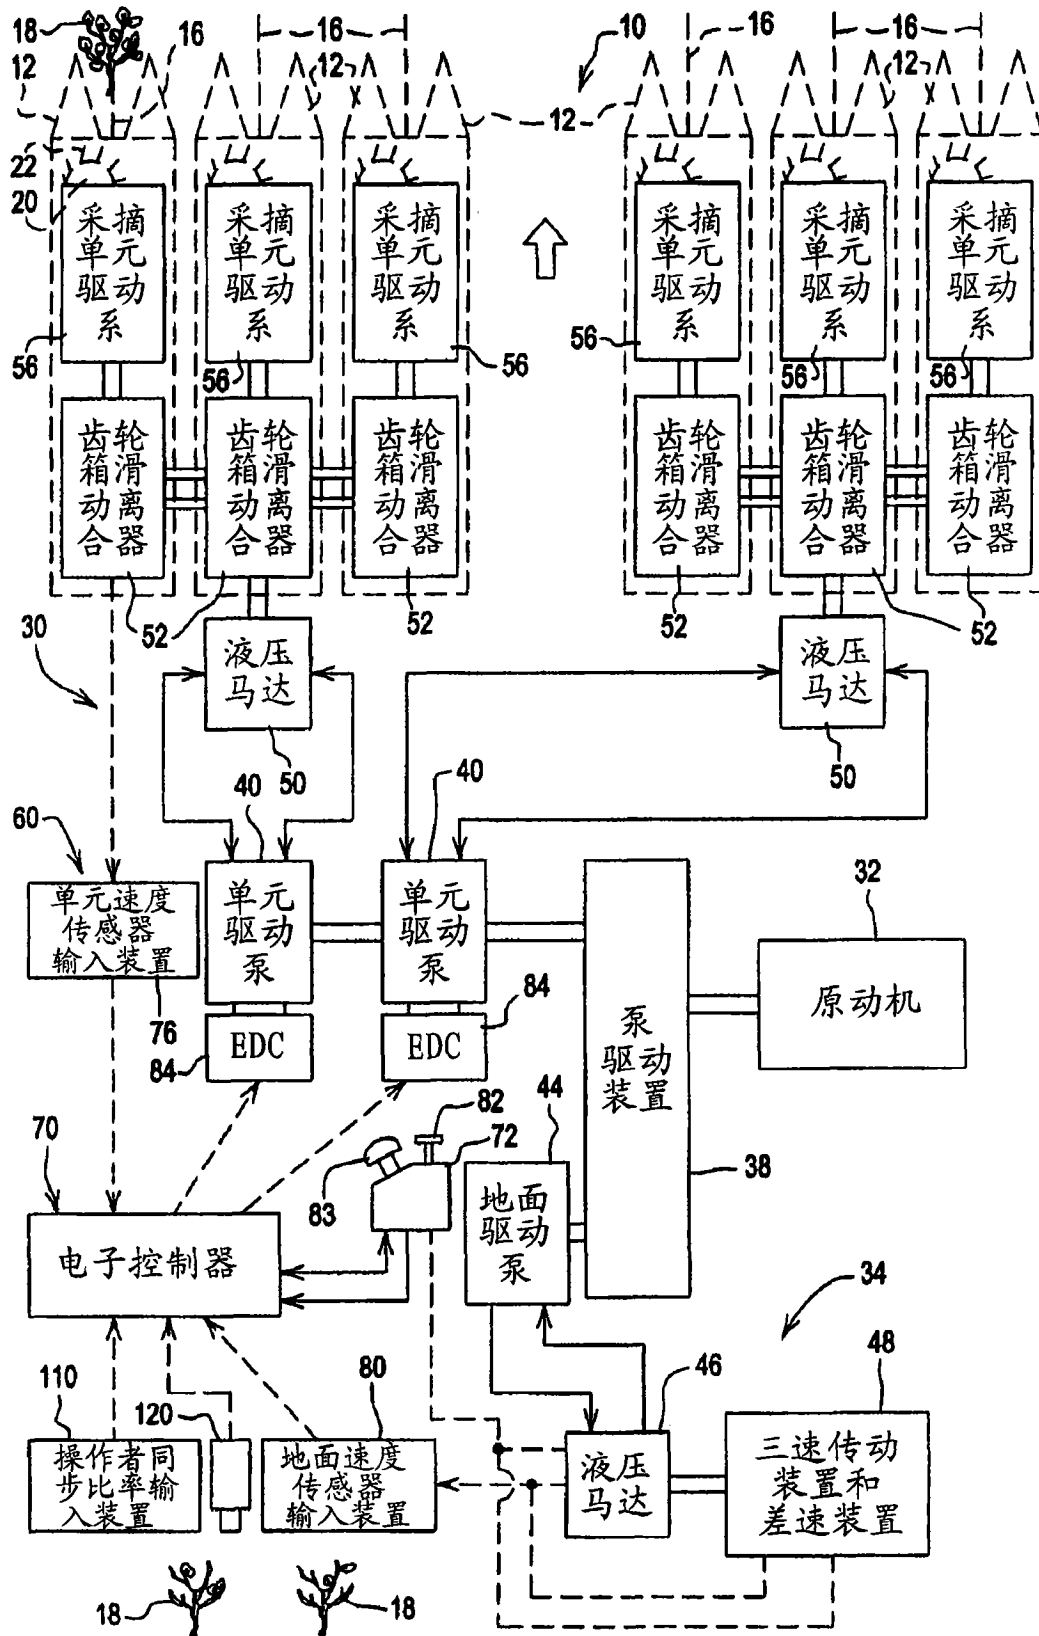 18 16 16 10 16 16
12 12 12 12 12
22
20
采摘 采摘 采摘 采摘 采摘 采摘
单元 单元 单元 单元 单元 单元
驱动 驱动 驱动 驱动 驱动 驱动
系 系 系 系 系 系
56 56 56 56 56 56
齿轮 齿轮 齿轮 齿轮 齿轮 齿轮
箱滑 箱滑 箱滑 箱滑 箱滑 箱滑
动离 动离 动离 动离 动离 动离
合器 合器 合器 合器 合器 合器
52 52 52 52 52
30
液压 液压
马达 马达
50 50
40 40
60
单元速度
传感器
输入装置
76
单元
驱动
泵
单元
驱动
泵
32
原动机
84
EDC
EDC
84
泵
驱动
装置
38
70
电子控制器
83
82
72
44
地面
驱动
泵
34
110
操作者同
步比率输
入装置
120
80
地面速度
传感器
输入装置
46
液压
马达
48
三速传动
装置和
差速装置
18 18